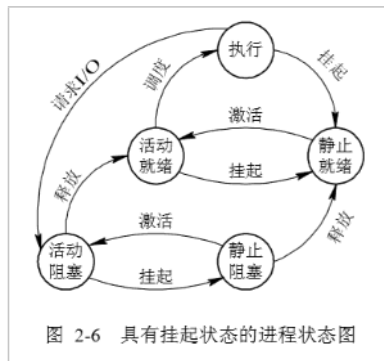 执行
请求I/O
调度
挂起
激活
活动
就绪
静止
就绪
挂起
释放
激活
释放
活动
阻塞
静止
阻塞
挂起
图 2-6 具有挂起状态的进程状态图